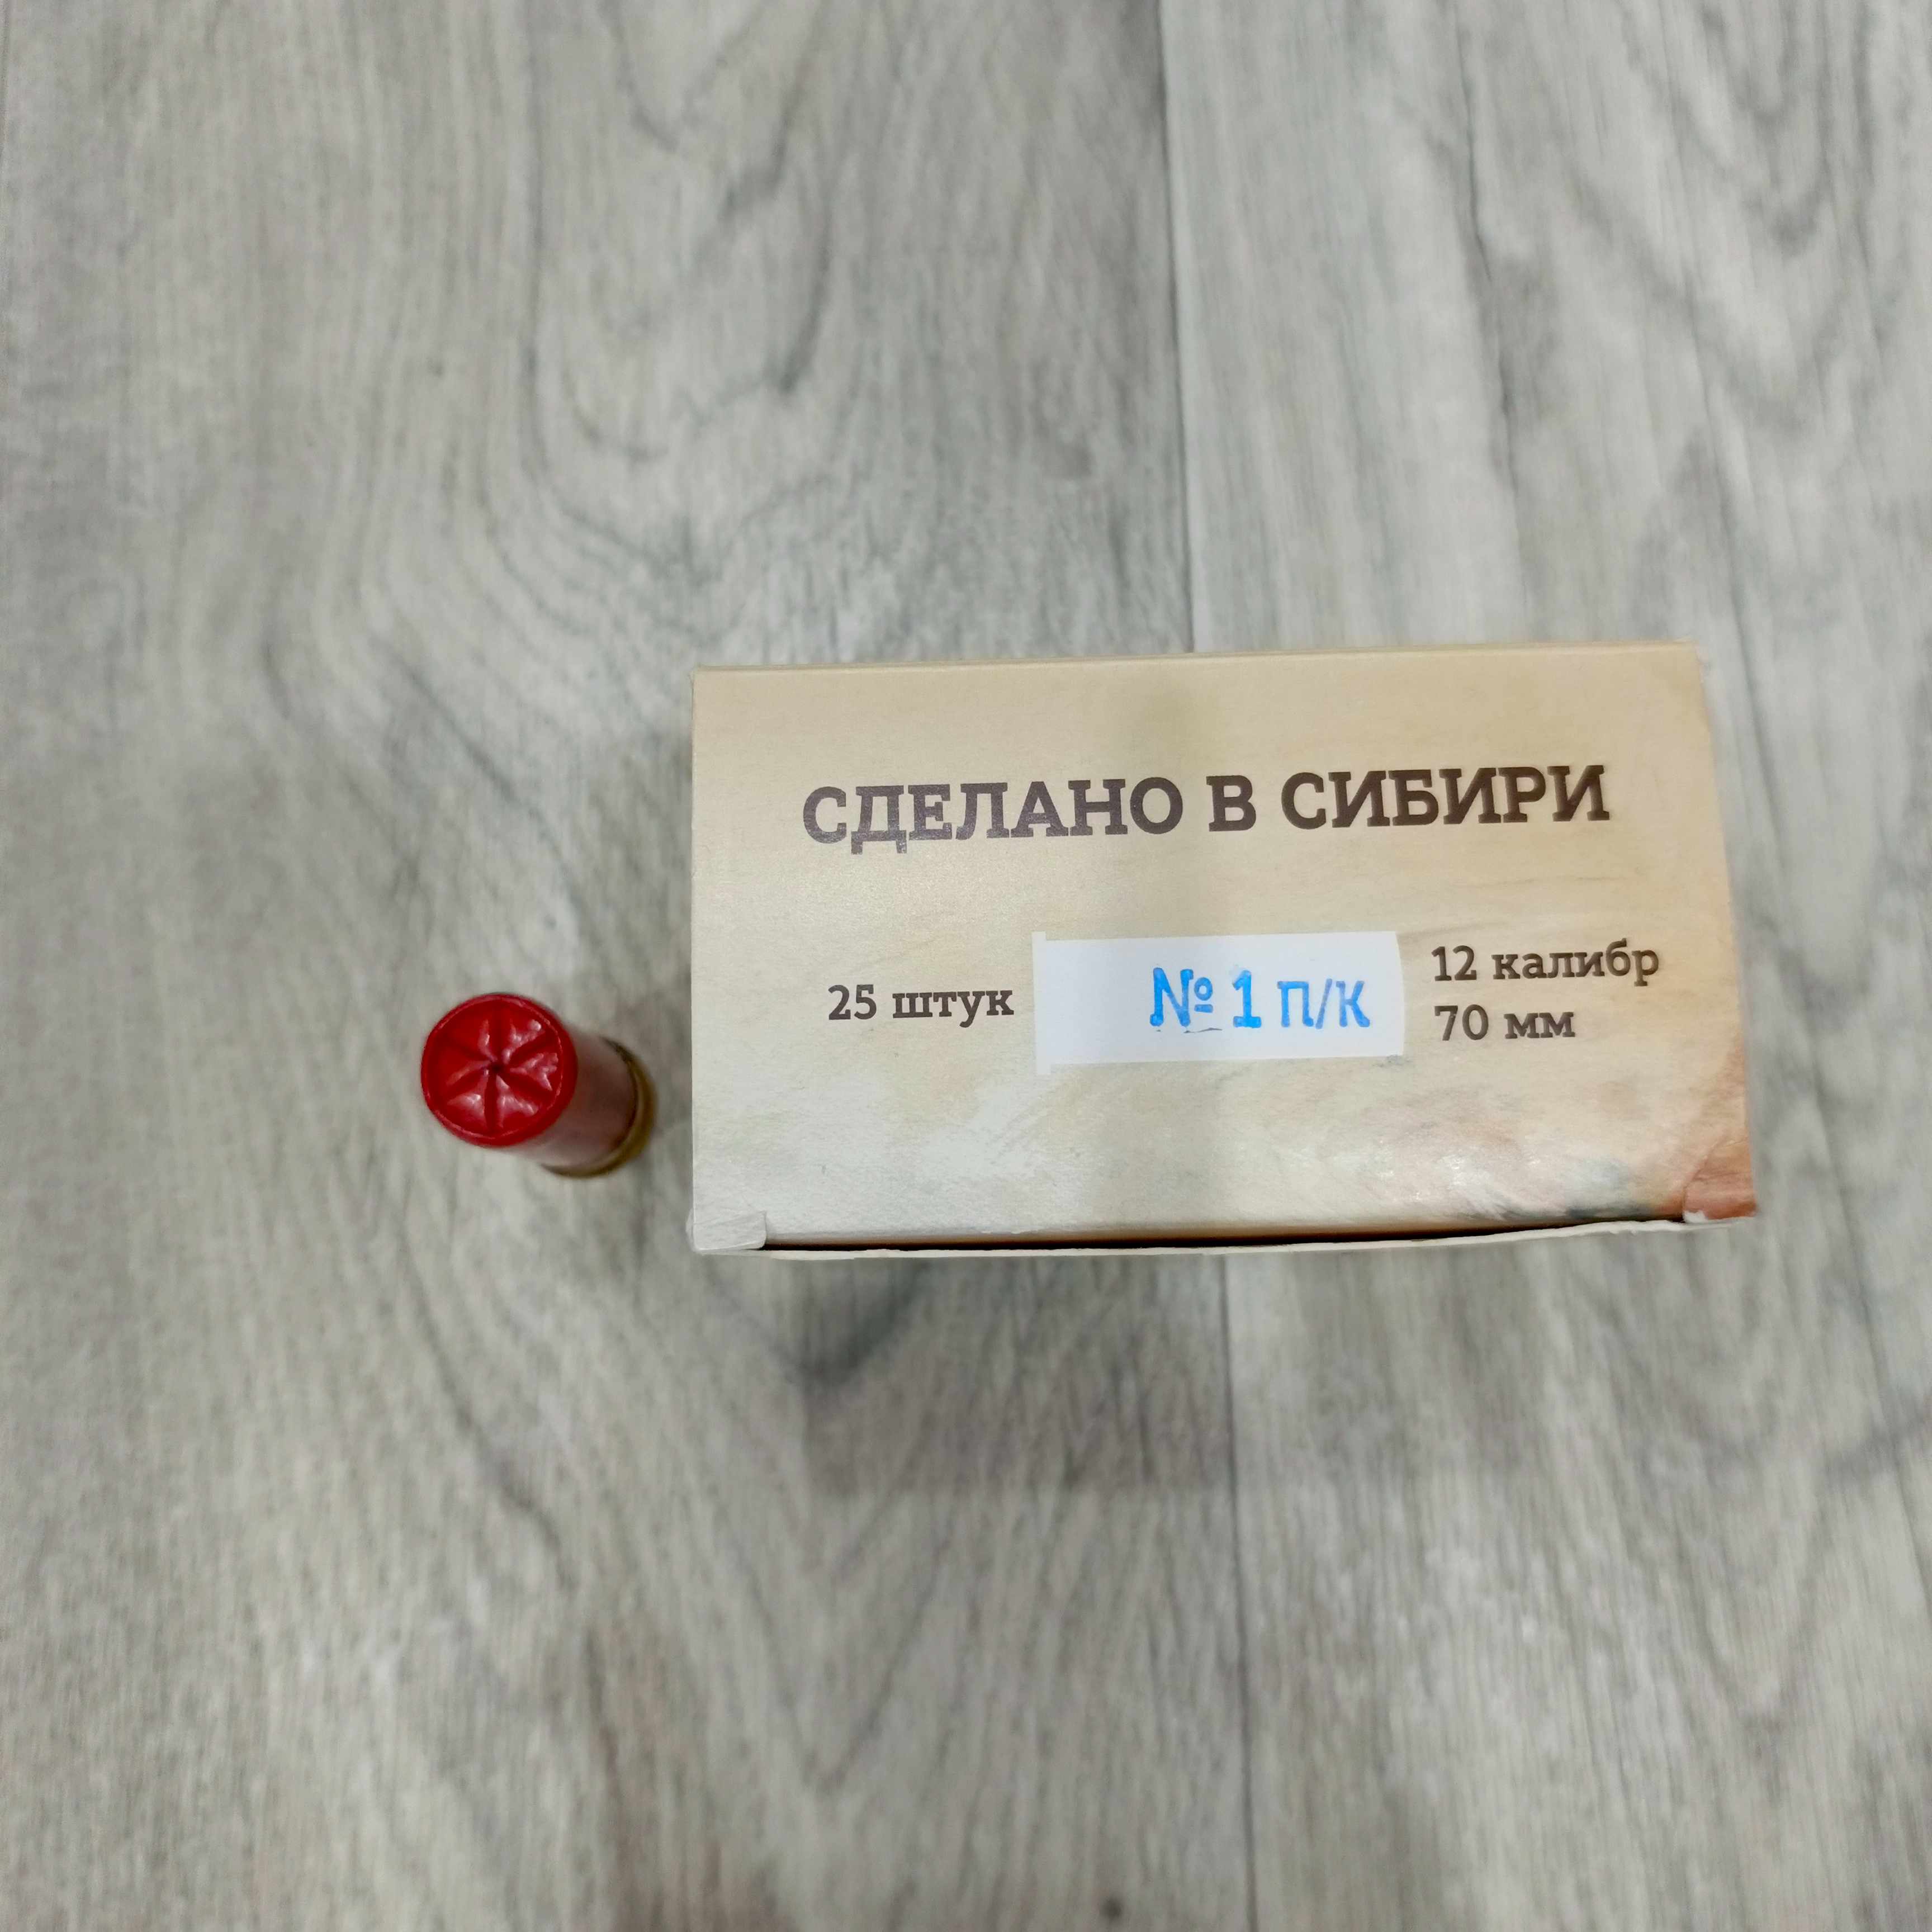 СДЕЛАНО В СИБИРИ
25 штук
№ 1 п/к
12 калибр
70 мм